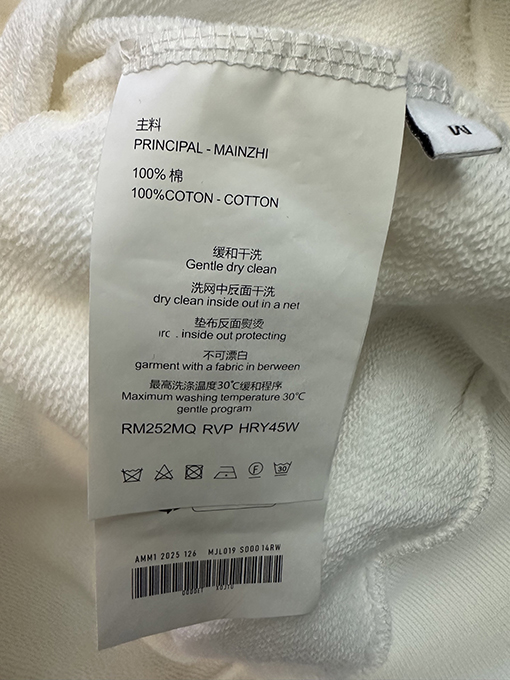 主料
PRINCIPAL - MAINZHI
100% 棉
100%COTON - COTTON
M
缓和干洗
Gentle dry clean
洗网中反面干洗
dry clean inside out in a net
垫布反面熨烫
inside out protecting
不可漂白
garment with a fabric in berween
最高洗涤温度30℃缓和程序
Maximum washing temperature 30℃
gentle program
RM252MQ RVP HRY45W
F
30
AMM1 2025 126 MJL019 S000 14RW